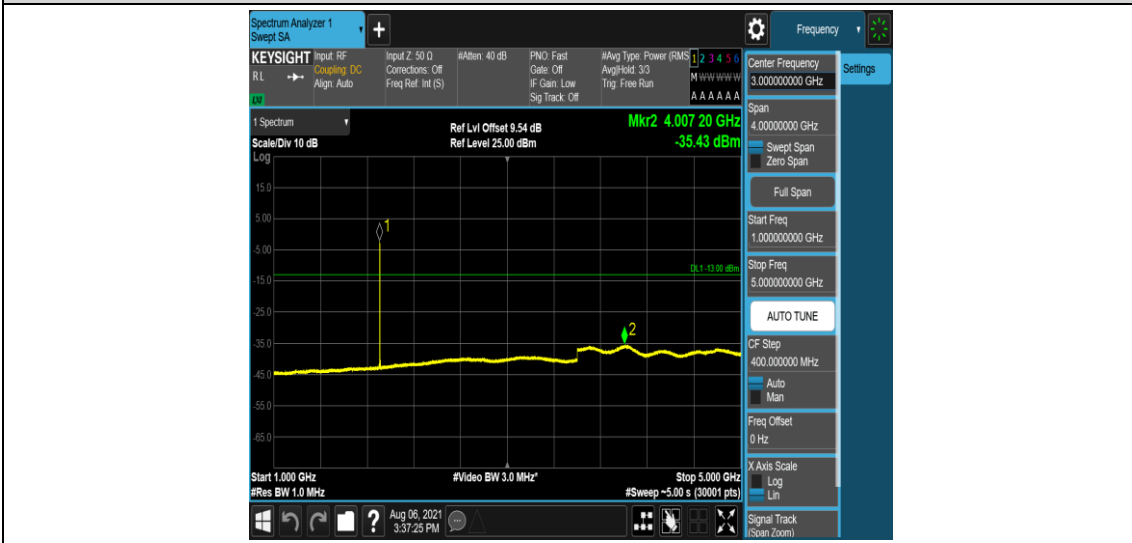 Spectrum Analyzer 1
Swept SA
+
Frequency
KEYSIGHT
RL
LXI
Input: RF
Coupling: DC
Align: Auto
Input Z: 50 Ω
Corrections: Off
Freq Ref: Int (S)
#Atten: 40 dB
PNO: Fast
Gate: Off
IF Gain: Low
Sig Track: Off
#Avg Type: Power (RMS
Avg|Hold: 3/3
Trig: Free Run
1 2 3 4 5 6
M W W W W W
A A A A A A
1 Spectrum
Scale/Div 10 dB
Log
Ref Lvl Offset 9.54 dB
Ref Level 25.00 dBm
Mkr2 4.007 20 GHz
-35.43 dBm
15.0
5.00
-5.00
-15.0
-25.0
-35.0
-45.0
-55.0
-65.0
1
DL1 -13.00 dBm
2
Start 1.000 GHz
#Res BW 1.0 MHz
#Video BW 3.0 MHz*
Stop 5.000 GHz
#Sweep ~5.00 s (30001 pts)
?
Aug 06, 2021
3:37:25 PM
Center Frequency
3.000000000 GHz
Settings
Span
4.00000000 GHz
Swept Span
Zero Span
Full Span
Start Freq
1.000000000 GHz
Stop Freq
5.000000000 GHz
AUTO TUNE
CF Step
400.000000 MHz
Auto
Man
Freq Offset
0 Hz
X Axis Scale
Log
Lin
Signal Track
(Span Zoom)